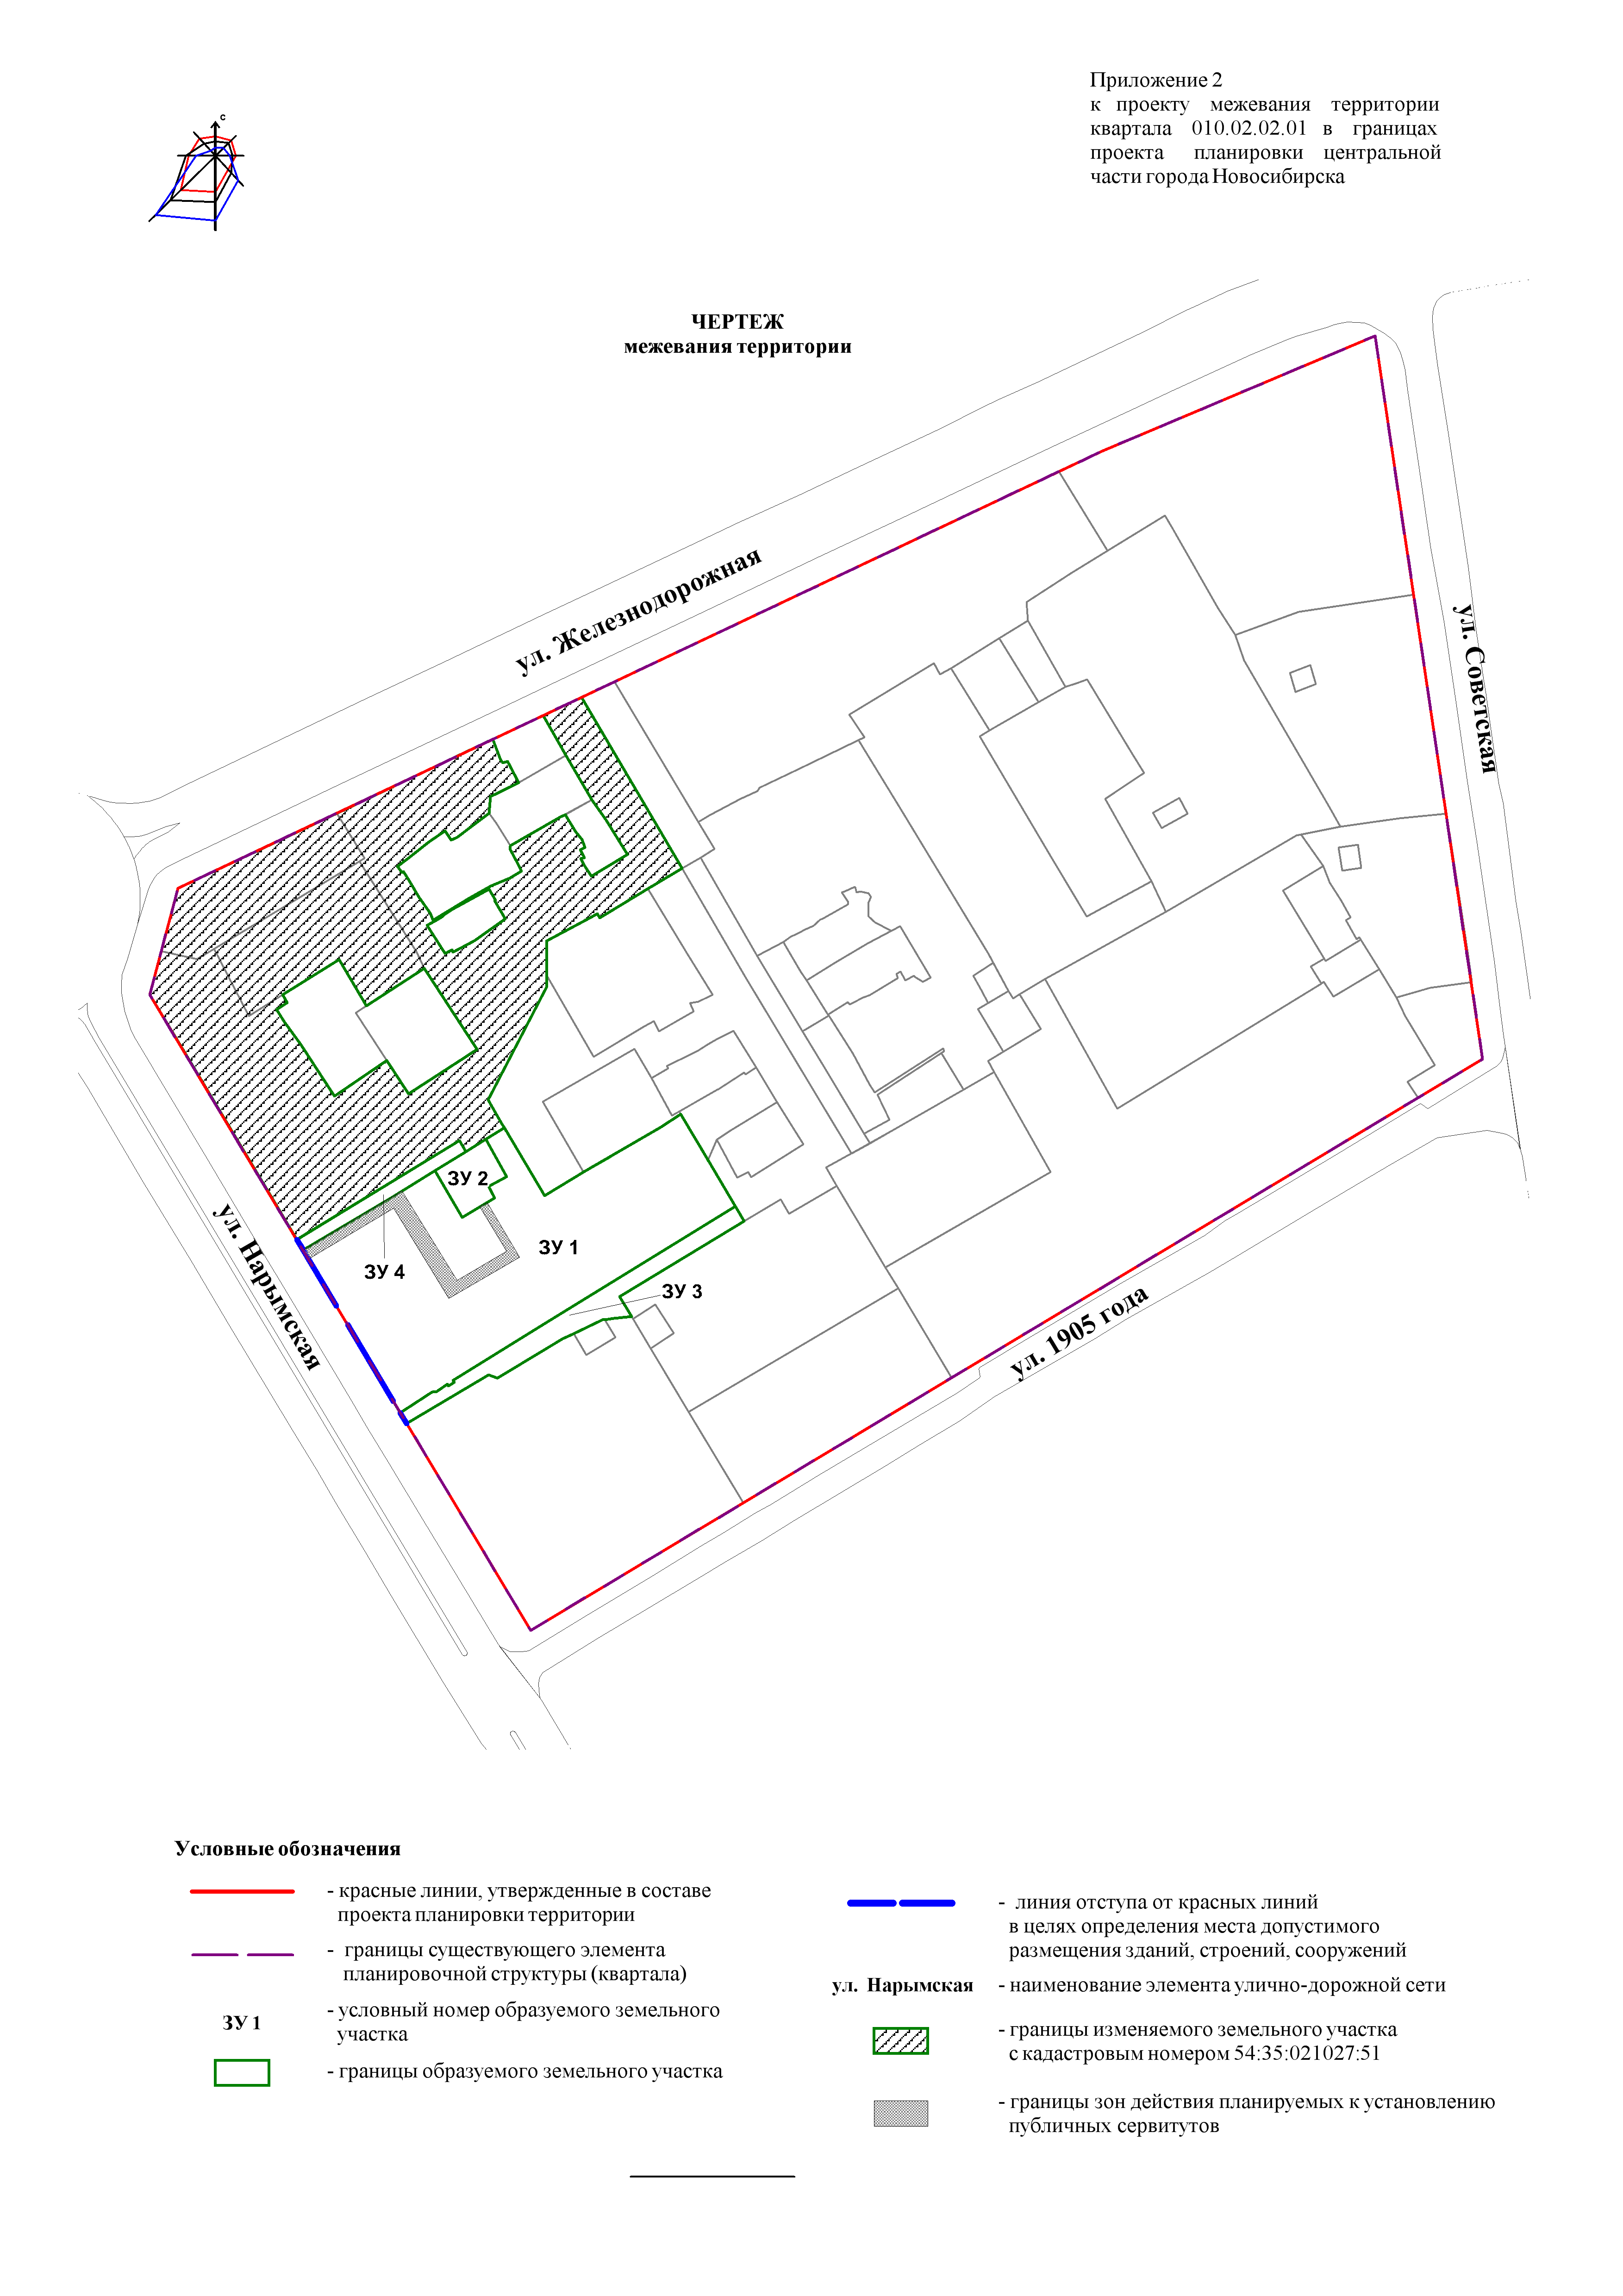 Приложение 2
к проекту межевания территории
квартала 010.02.02.01 в границах
проекта планировки центральной
части города Новосибирска
с
ЧЕРТЕЖ
межевания территории
ул. Железнодорожная
ул. Советская
ЗУ 2
ЗУ 1
ЗУ 4
ЗУ 3
ул. Нарымская
ул. 1905 года
Условные обозначения
- красные линии, утвержденные в составе
проекта планировки территории
- границы существующего элемента
планировочной структуры (квартала)
ЗУ 1
- условный номер образуемого земельного
участка
- границы образуемого земельного участка
- линия отступа от красных линий
в целях определения места допустимого
размещения зданий, строений, сооружений
ул. Нарымская
- наименование элемента улично-дорожной сети
- границы изменяемого земельного участка
с кадастровым номером 54:35:021027:51
- границы зон действия планируемых к установлению
публичных сервитутов